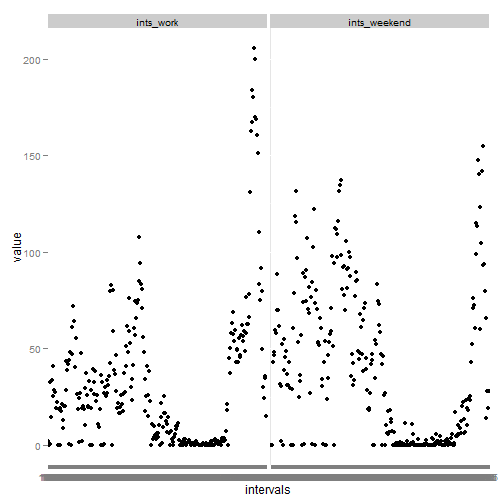 ints_work
ints_weekend
200
150
100
50
0
value
intervals